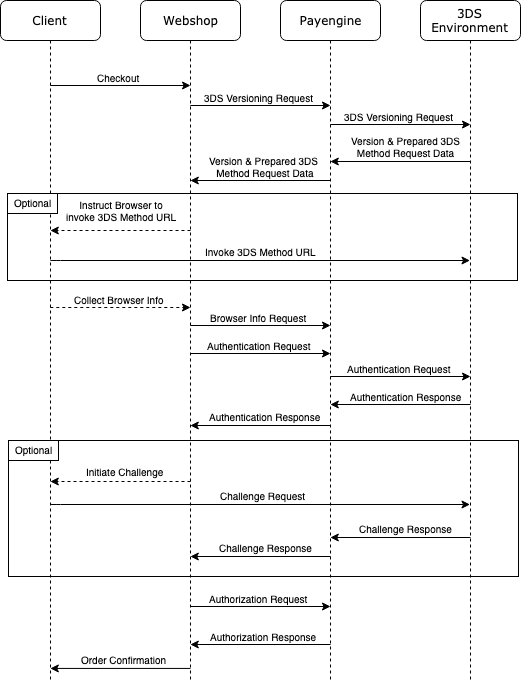 Client
Webshop
Payengine
3DS
Environment
Checkout
3DS Versioning Request
3DS Versioning Request
Version & Prepared 3DS
Method Request Data
Version & Prepared 3DS
Method Request Data
Optional
Instruct Browser to
invoke 3DS Method URL
Invoke 3DS Method URL
Collect Browser Info
Browser Info Request
Authentication Request
Authentication Request
Authentication Response
Authentication Response
Optional
Initiate Challenge
Challenge Request
Challenge Response
Challenge Response
Authorization Request
Authorization Response
Order Confirmation